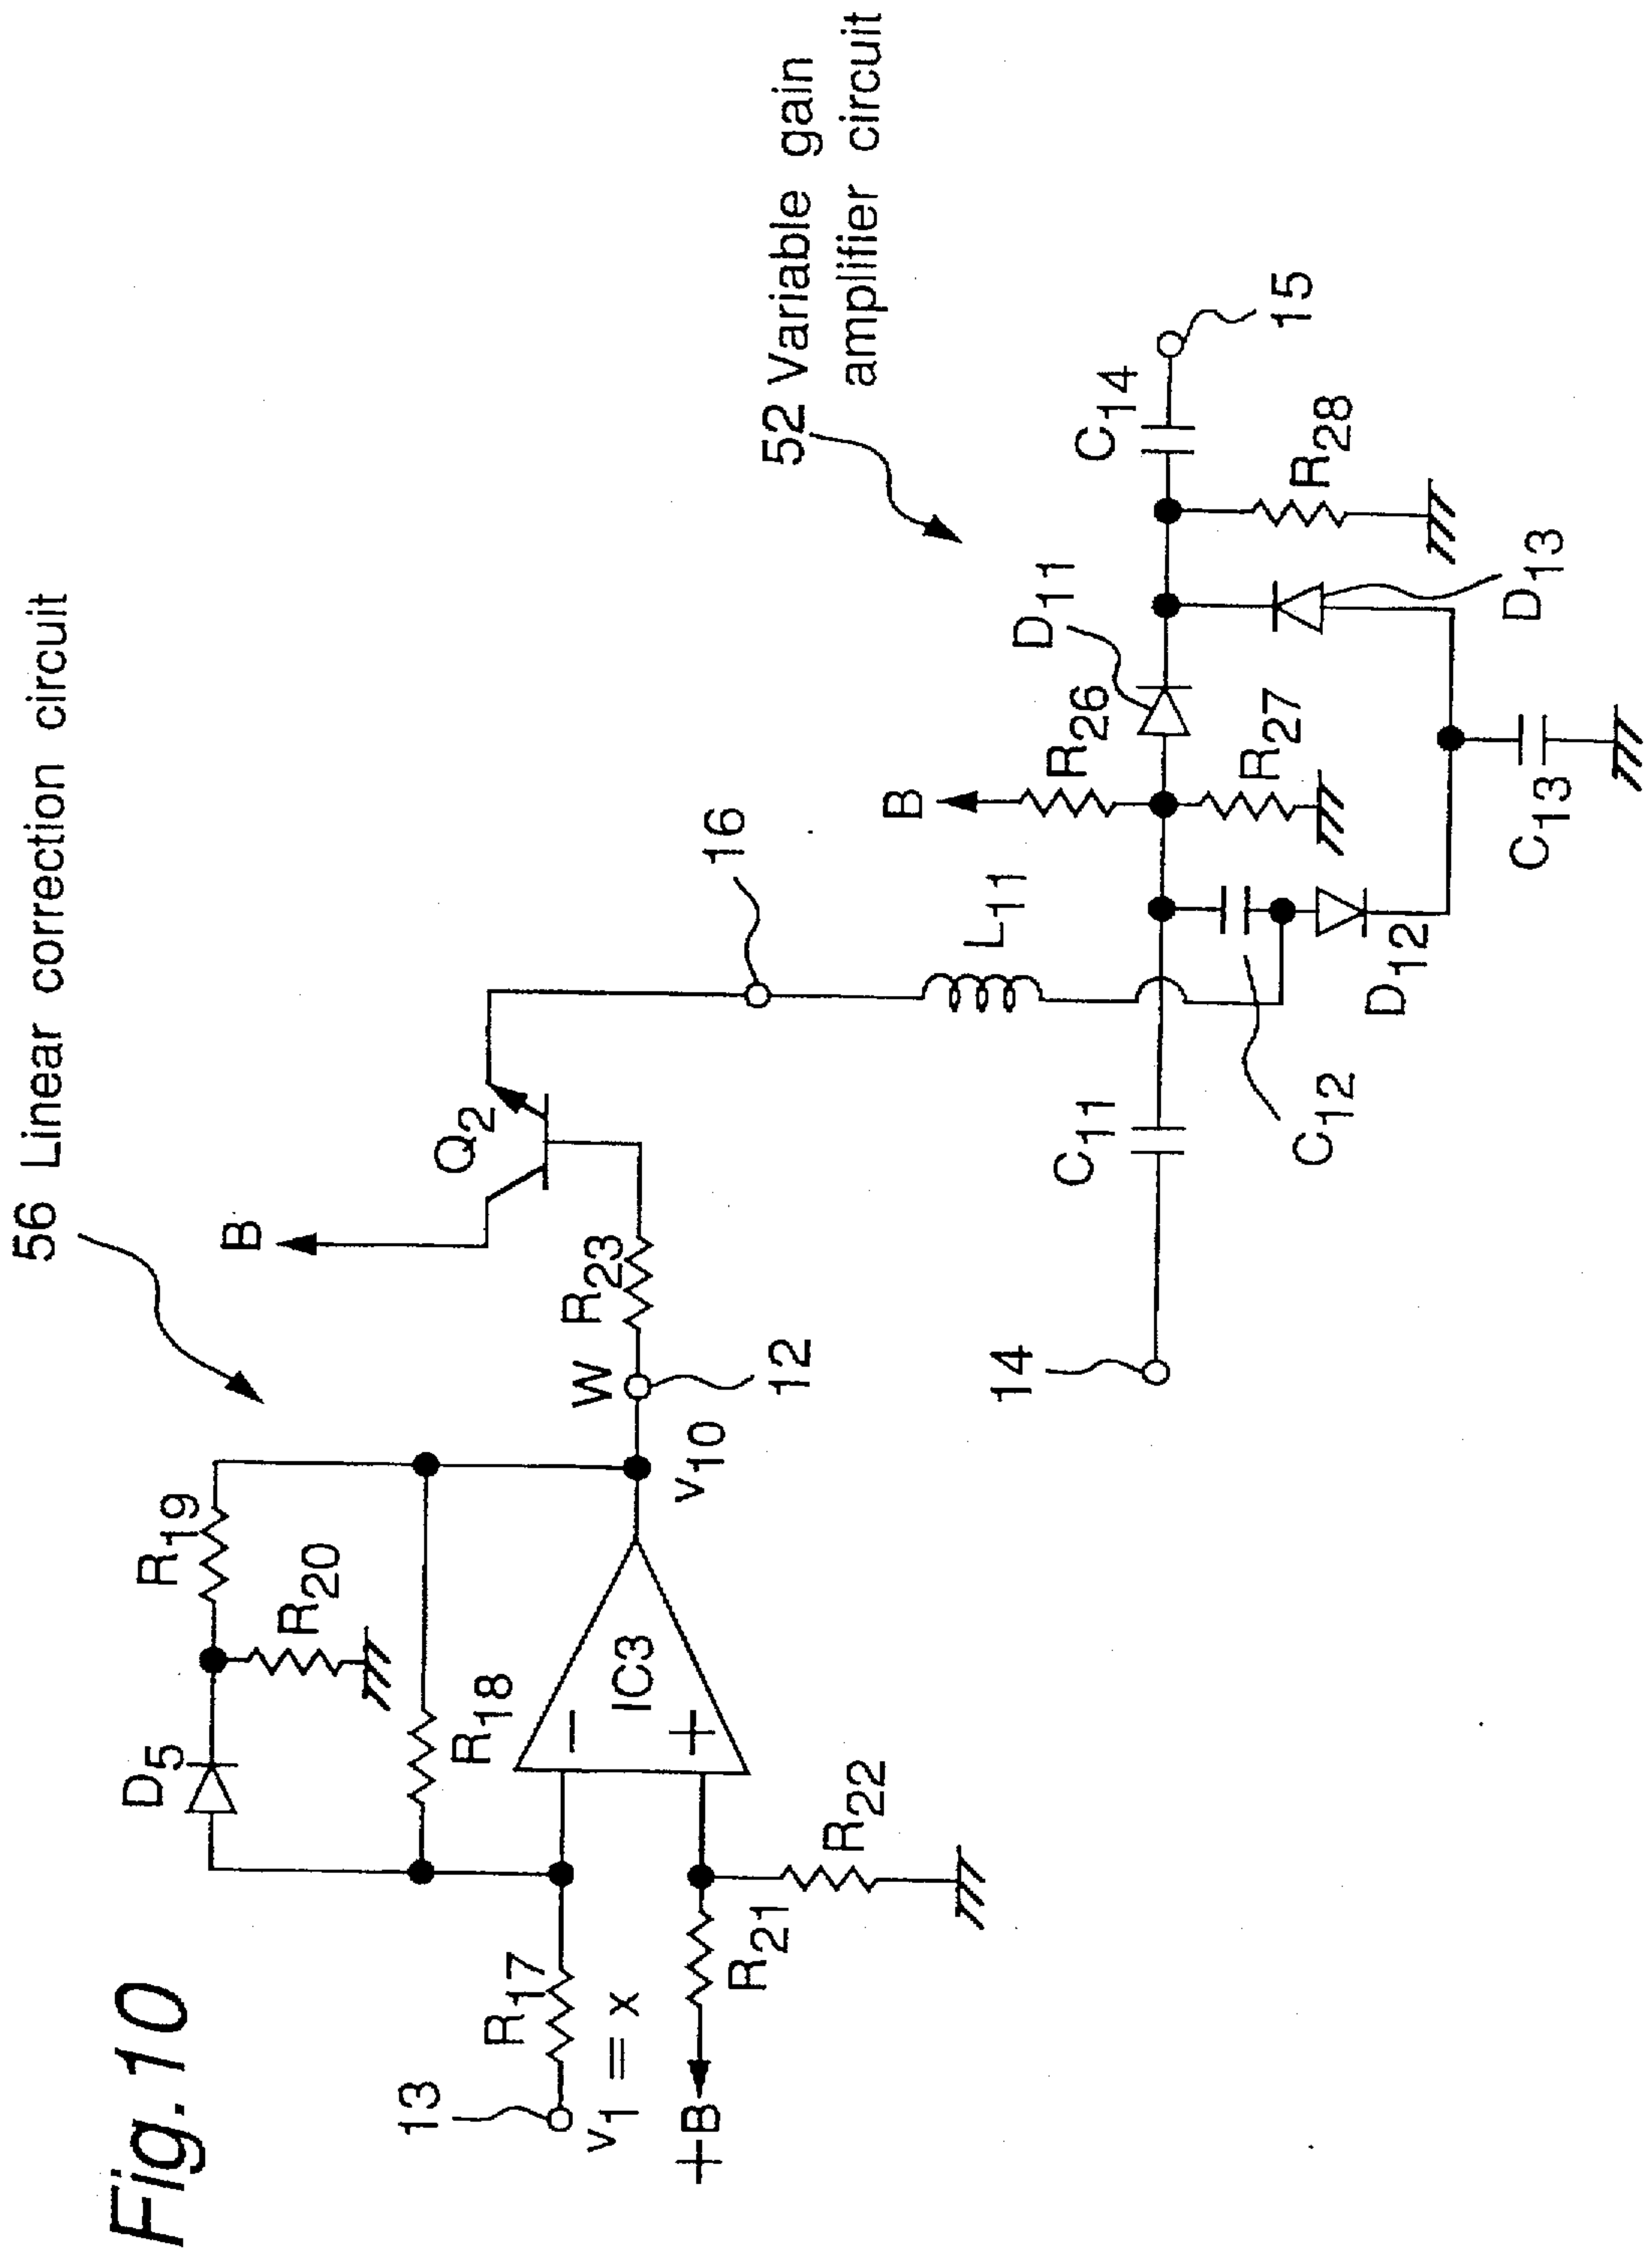 Fig.10
56 Linear correction circuit
B
Q2
D5
R19
R20
R18
R23
W
12
16
13
R17
v1 = x
IC3
−
+
v10
+B
R21
R22
52 Variable gain
amplifier circuit
L11
B
R26
D11
C14
15
14
C11
C12
R27
R28
D12
D13
C13